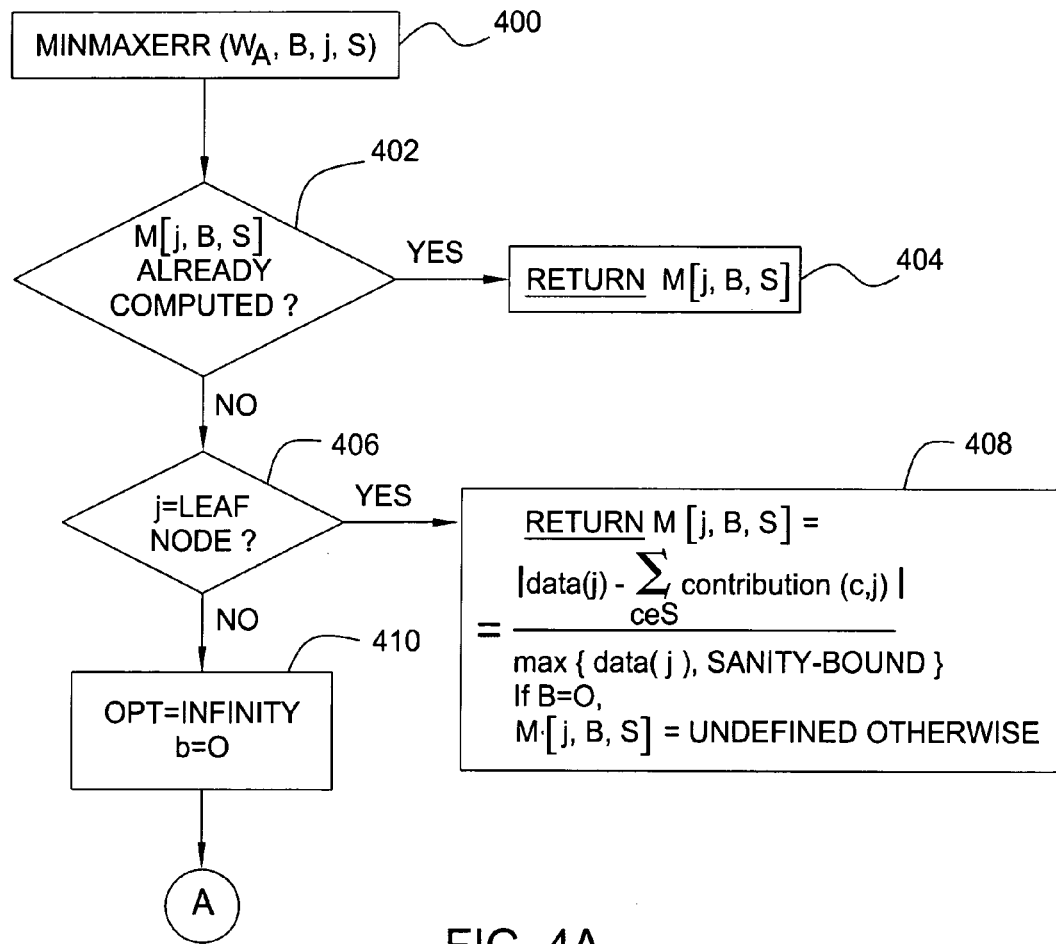 MINMAXERR (W_A, B, j, S)
400
402
M[j, B, S]
ALREADY
COMPUTED ?
YES
RETURN M[j, B, S]
404
NO
406
j=LEAF
NODE ?
YES
408
RETURN M [j, B, S] =
|data(j) - ∑ contribution (c,j) |
ceS
=
max { data( j ), SANITY-BOUND }
If B=O,
M·[j, B, S] = UNDEFINED OTHERWISE
NO
410
OPT=INFINITY
b=O
A
FIG. 4A